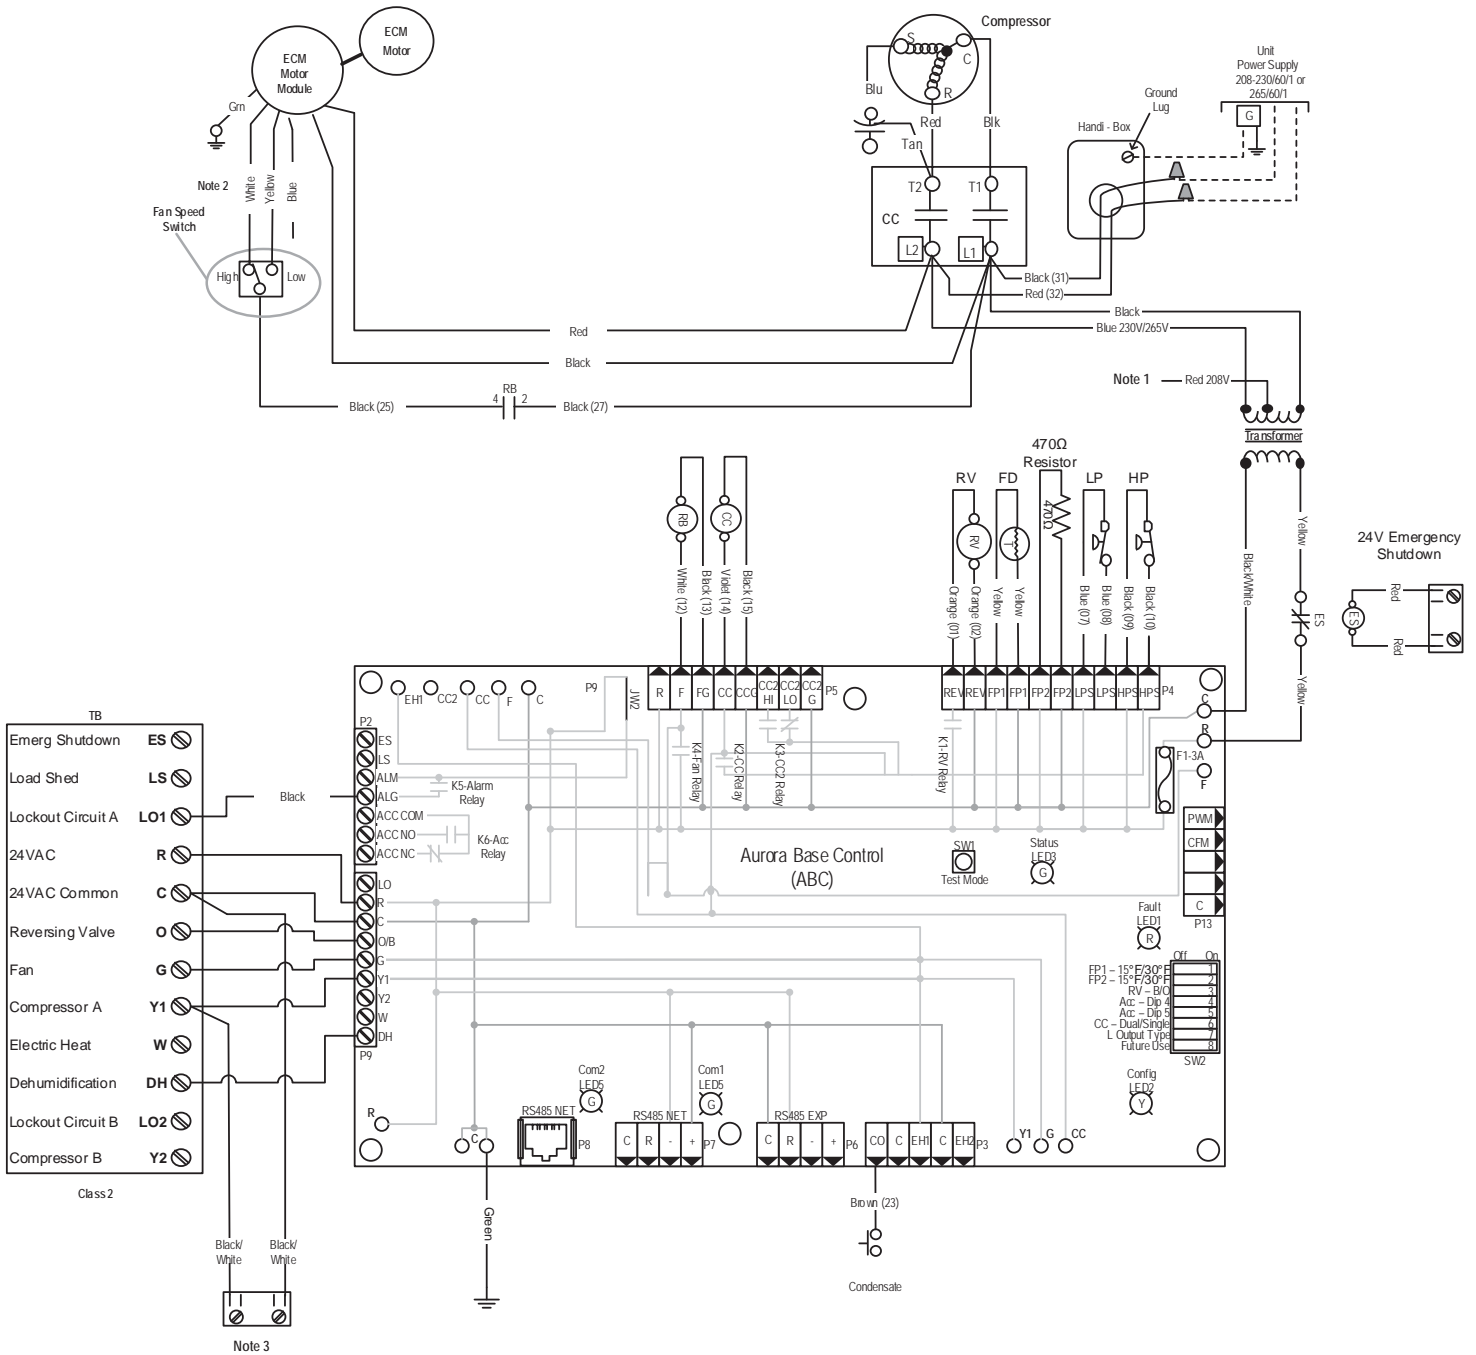 ECM
Motor
ECM
Motor
Module
Grn
White
Yellow
Blue
Note 2
Fan Speed
Switch
High
Low
Compressor
S
C
R
Blu
Red
Blk
Tan
T2
T1
CC
L2
L1
Unit
Power Supply
208-230/60/1 or
265/60/1
Ground
Lug
G
Handi - Box
Black (31)
Red (32)
Black
Blue 230V/265V
Red
Black
Note 1
Red 208V
RB
4
2
Black (25)
Black (27)
Transformer
470Ω
Resistor
RV
FD
LP
HP
470Ω
RB
CC
RV
T
White (12)
Black (13)
Violet (14)
Black (15)
Orange (01)
Orange (02)
Yellow
Yellow
Blue (07)
Blue (08)
Black (09)
Black (10)
Black/White
Yellow
ES
Yellow
24V Emergency
Shutdown
Red
ES
Red
EH1
CC2
CC
F
C
P9
JW2
R
F
FG
CC
CCG
CC2
HI
CC2
LO
CC2
G
P5
REV
REV
FP1
FP1
FP2
FP2
LPS
LPS
HPS
HPS
P4
C
R
F1-3A
F
TB
Emerg Shutdown ES
Load Shed LS
Lockout Circuit A LO1
24VAC R
24VAC Common C
Reversing Valve O
Fan G
Compressor A Y1
Electric Heat W
Dehumidification DH
Lockout Circuit B LO2
Compressor B Y2
Class 2
Black
P2
ES
LS
ALM
ALG
ACC COM
ACC NO
ACC NC
K5-Alarm
Relay
K6-Acc
Relay
K4-Fan Relay
K2-CC Relay
K3-CC2 Relay
K1-RV Relay
LO
R
C
O/B
G
Y1
Y2
W
DH
P9
Aurora Base Control
(ABC)
SW1
Test Mode
Status
LED3
G
PWM
CFM
C
P13
Fault
LED1
R
Off
On
FP1 – 15°F/30°F 1
FP2 – 15°F/30°F 2
RV – B/O 3
Acc – Dip 4 4
Acc – Dip 5 5
CC – Dual/Single 6
L Output Type 7
Future Use 8
SW2
Config
LED2
Y
Com2
LED5
G
Com1
LED5
G
R
C
RS485 NET
P8
RS485 NET
C
R
-
+
P7
RS485 EXP
C
R
-
+
P6
CO
C
EH1
C
EH2
P3
Y1
G
CC
Green
Brown (23)
Condensate
Black/
White
Black/
White
Note 3